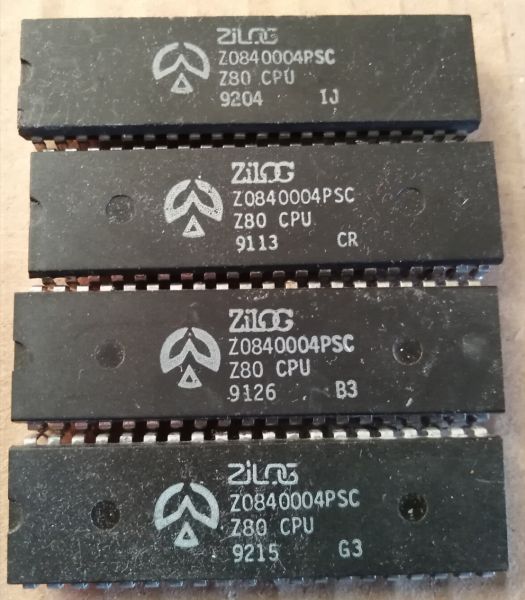 ZiLOG
Z0840004PSC
Z80 CPU
9204 IJ
ZiLOG
Z0840004PSC
Z80 CPU
9113 CR
ZiLOG
Z0840004PSC
Z80 CPU
9126 B3
ZiLOG
Z0840004PSC
Z80 CPU
9215 G3